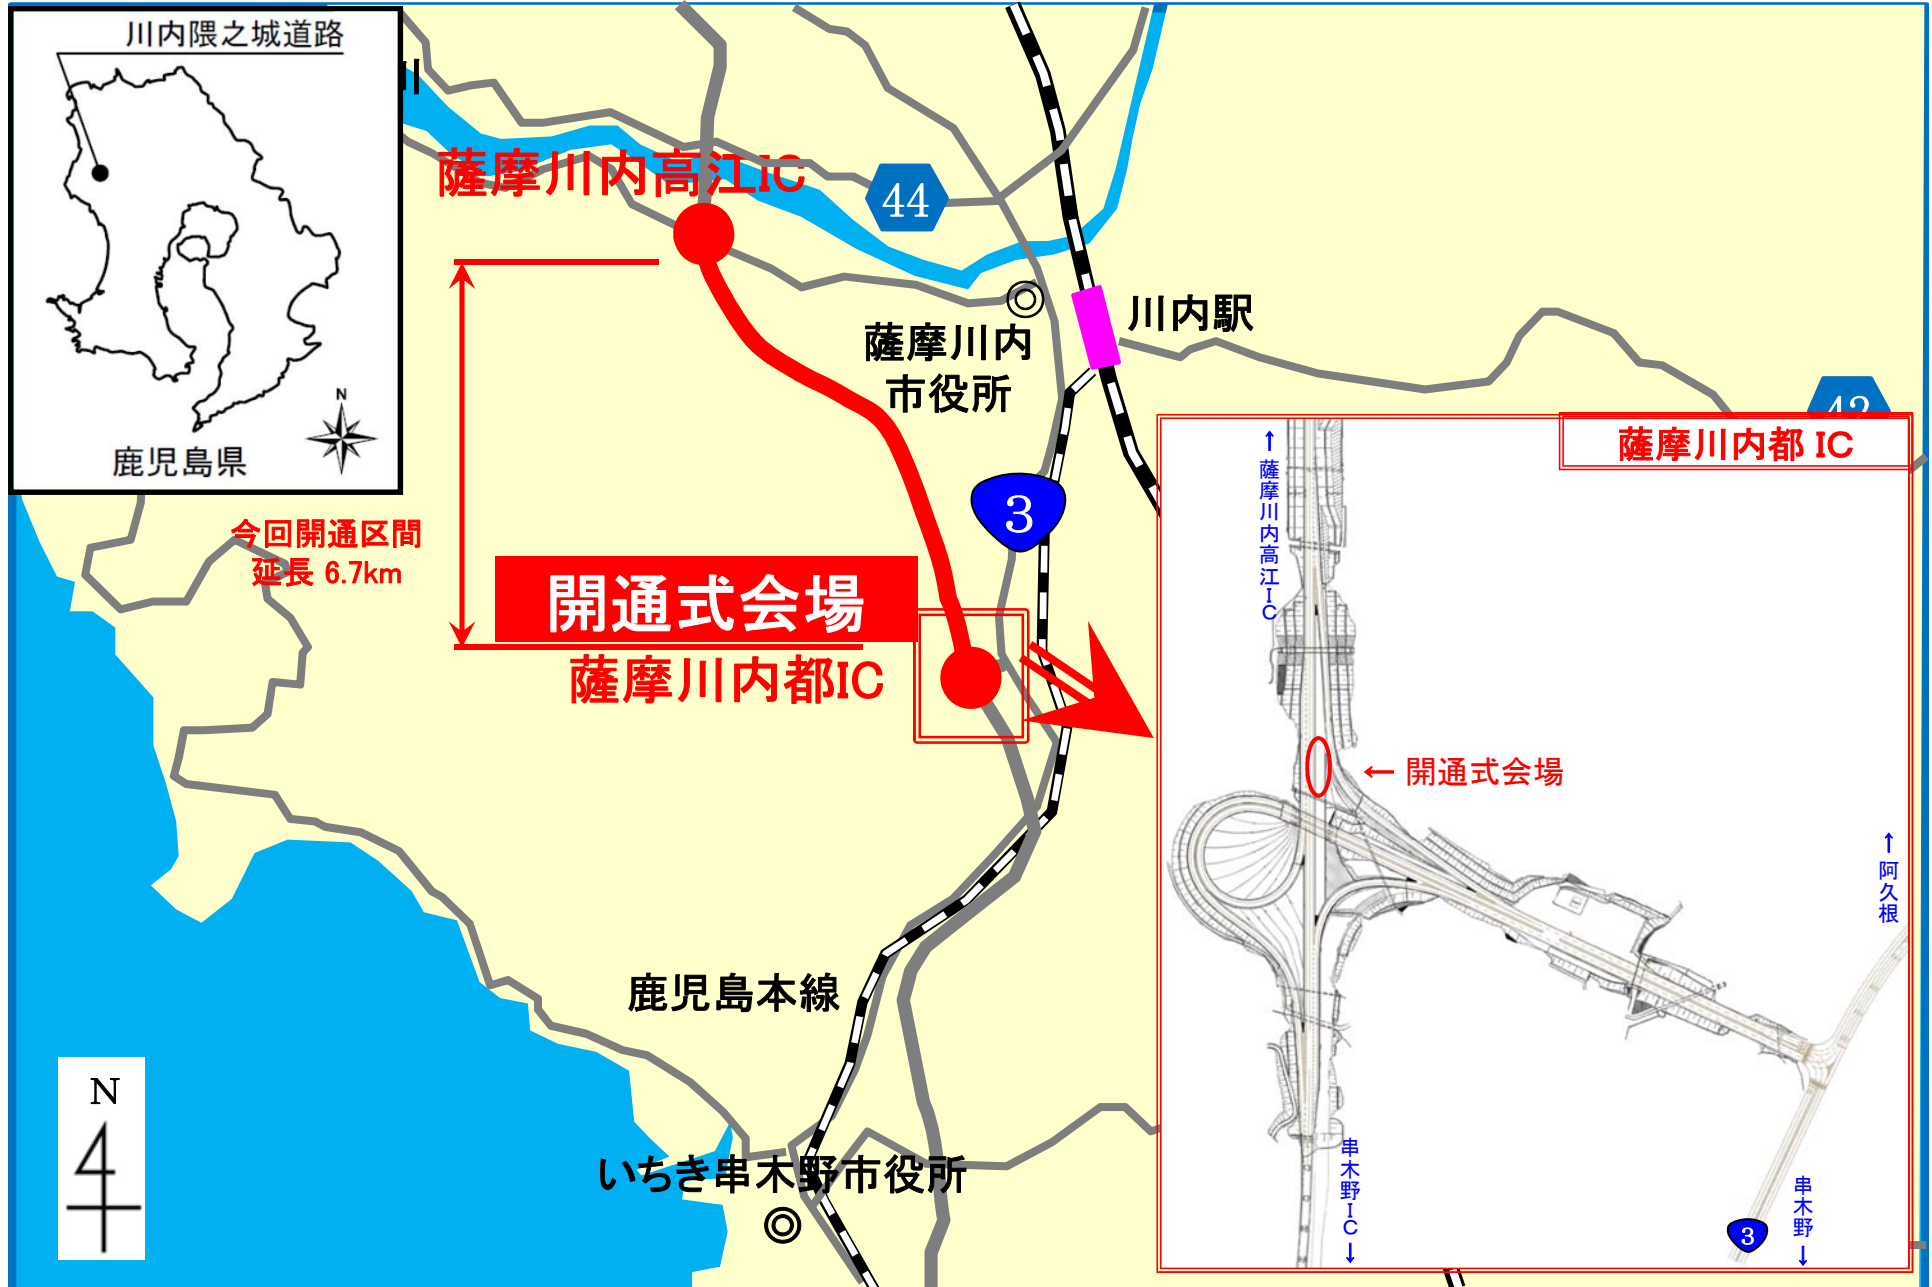 川内隈之城道路
N
鹿児島県
薩摩川内高江IC
44
川内駅
薩摩川内
市役所
42
3
今回開通区間
延長 6.7km
開通式会場
薩摩川内都IC
鹿児島本線
いちき串木野市役所
N
薩摩川内都 IC
↑薩摩川内高江IC
← 開通式会場
↑阿久根
串木野IC↓
串木野↓
3